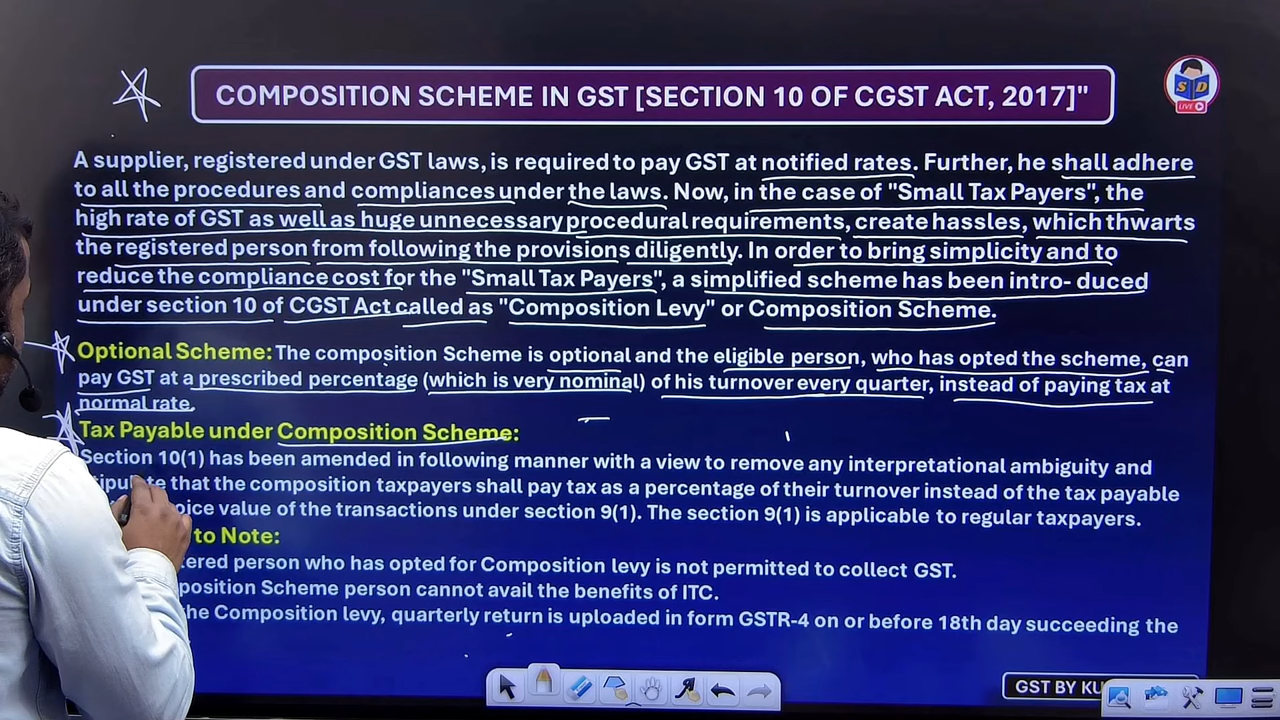 COMPOSITION SCHEME IN GST [SECTION 10 OF CGST ACT, 2017]"
S D
LIVE
A supplier, registered under GST laws, is required to pay GST at notified rates. Further, he shall adhere
to all the procedures and compliances under the laws. Now, in the case of "Small Tax Payers", the
high rate of GST as well as huge unnecessary procedural requirements, create hassles, which thwarts
the registered person from following the provisions diligently. In order to bring simplicity and to
reduce the compliance cost for the "Small Tax Payers", a simplified scheme has been intro- duced
under section 10 of CGST Act called as "Composition Levy" or Composition Scheme.
Optional Scheme: The composition Scheme is optional and the eligible person, who has opted the scheme, can
pay GST at a prescribed percentage (which is very nominal) of his turnover every quarter, instead of paying tax at
normal rate.
Tax Payable under Composition Scheme:
Section 10(1) has been amended in following manner with a view to remove any interpretational ambiguity and
that the composition taxpayers shall pay tax as a percentage of their turnover instead of the tax payable
value of the transactions under section 9(1). The section 9(1) is applicable to regular taxpayers.
to Note:
person who has opted for Composition levy is not permitted to collect GST.
Scheme person cannot avail the benefits of ITC.
the Composition levy, quarterly return is uploaded in form GSTR-4 on or before 18th day succeeding the
GST BY